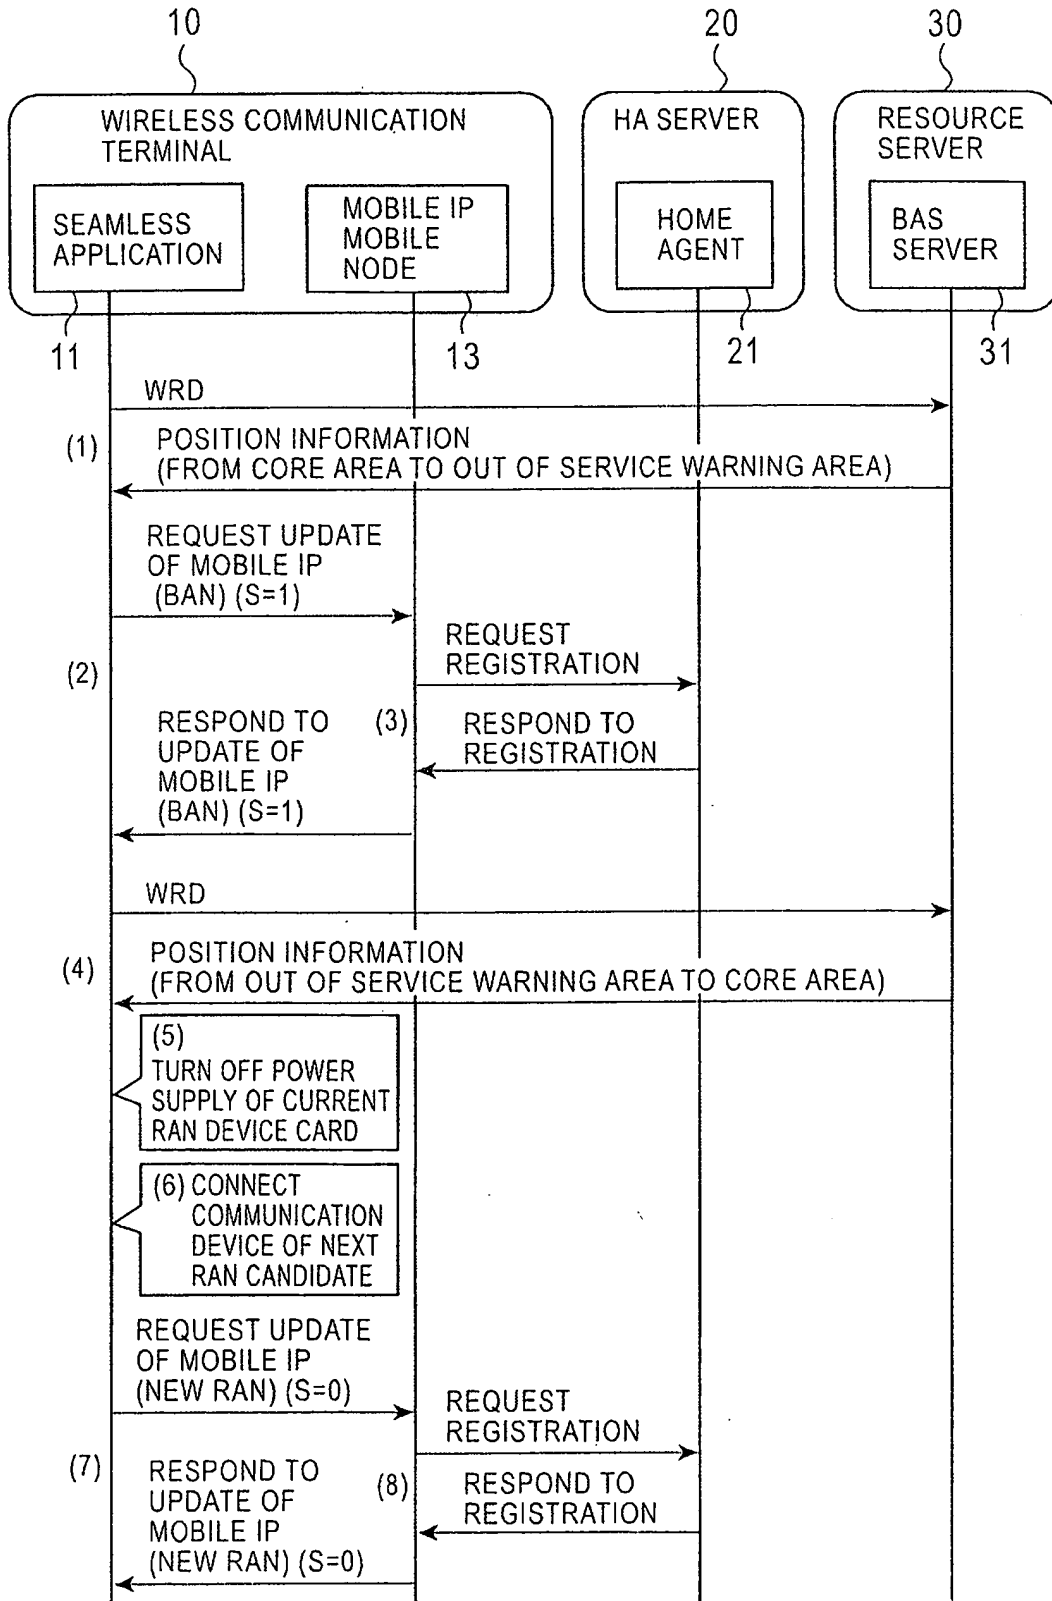 10
20
30
WIRELESS COMMUNICATION
TERMINAL
HA SERVER
RESOURCE
SERVER
SEAMLESS
APPLICATION
MOBILE IP
MOBILE
NODE
HOME
AGENT
BAS
SERVER
11
13
21
31
WRD
(1)
POSITION INFORMATION
(FROM CORE AREA TO OUT OF SERVICE WARNING AREA)
REQUEST UPDATE
OF MOBILE IP
(BAN) (S=1)
REQUEST
REGISTRATION
(2)
(3)
RESPOND TO
UPDATE OF
MOBILE IP
(BAN) (S=1)
RESPOND TO
REGISTRATION
WRD
(4)
POSITION INFORMATION
(FROM OUT OF SERVICE WARNING AREA TO CORE AREA)
(5)
TURN OFF POWER
SUPPLY OF CURRENT
RAN DEVICE CARD
(6) CONNECT
COMMUNICATION
DEVICE OF NEXT
RAN CANDIDATE
REQUEST UPDATE
OF MOBILE IP
(NEW RAN) (S=0)
REQUEST
REGISTRATION
(7)
(8)
RESPOND TO
UPDATE OF
MOBILE IP
(NEW RAN) (S=0)
RESPOND TO
REGISTRATION